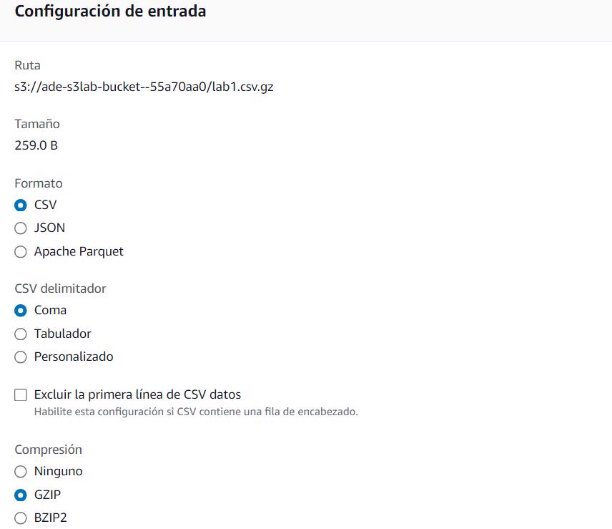 Configuración de entrada
Ruta
s3://ade-s3lab-bucket--55a70aa0/lab1.csv.gz
Tamaño
259.0 B
Formato
CSV
JSON
Apache Parquet
CSV delimitador
Coma
Tabulador
Personalizado
Excluir la primera línea de CSV datos
Habilite esta configuración si CSV contiene una fila de encabezado.
Compresión
Ninguno
GZIP
BZIP2